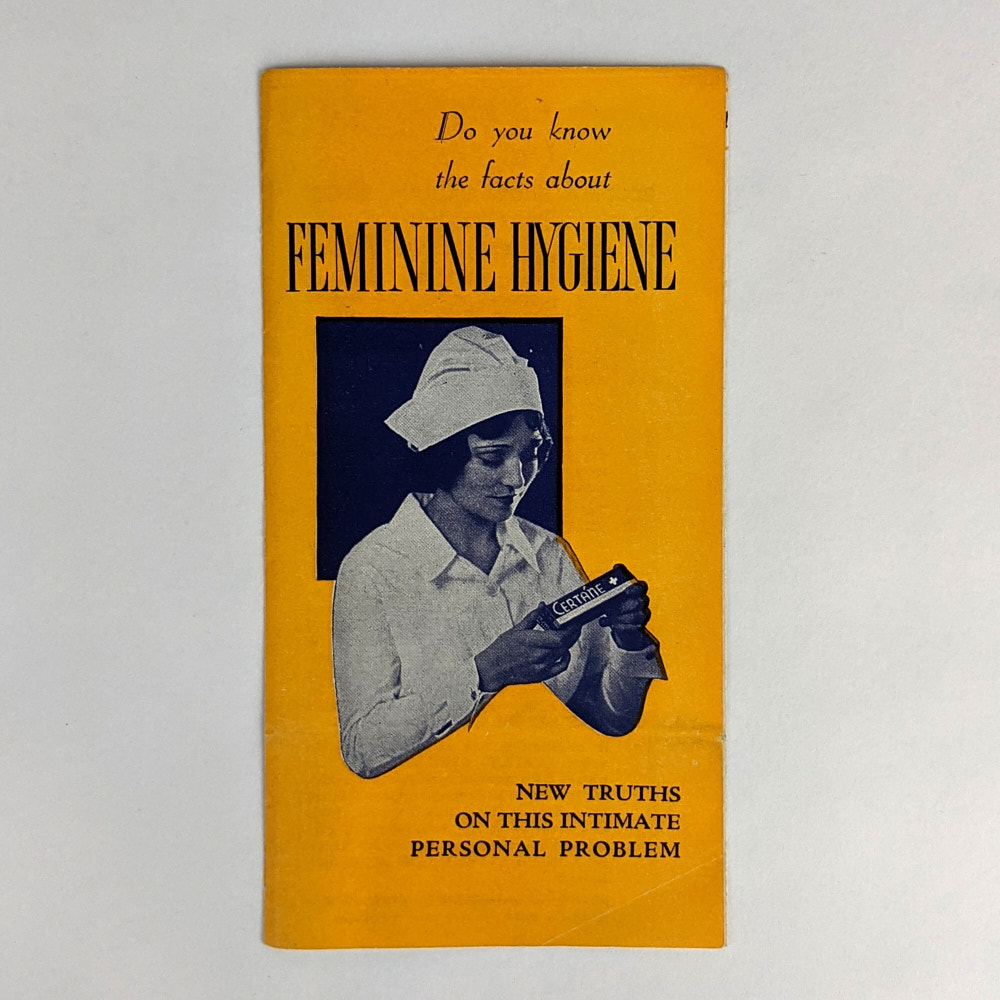 Do you know
the facts about
FEMININE HYGIENE
CERTANE
NEW TRUTHS
ON THIS INTIMATE
PERSONAL PROBLEM